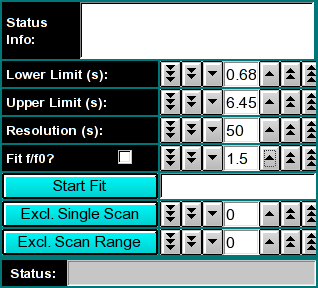 Status
Info:
Lower Limit (s): 0.68
Upper Limit (s): 6.45
Resolution (s): 50
Fit f/f0? 1.5
Start Fit
Excl. Single Scan 0
Excl. Scan Range 0
Status: